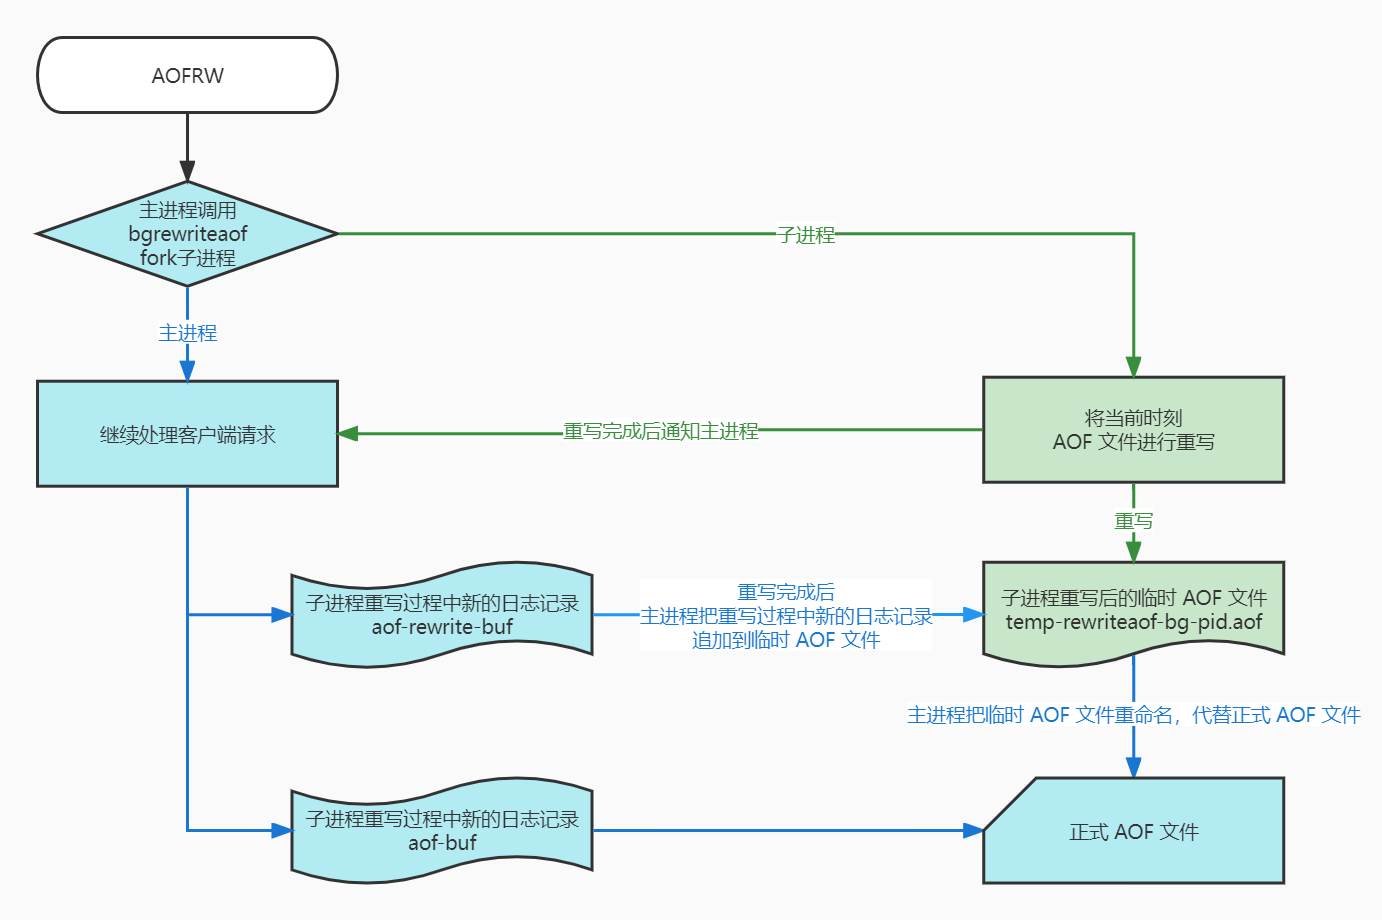 AOFRW
主进程调用
bgrewriteaof
fork子进程
子进程
主进程
继续处理客户端请求
重写完成后通知主进程
将当前时刻
AOF 文件进行重写
重写
子进程重写过程中新的日志记录
aof-rewrite-buf
重写完成后
主进程把重写过程中新的日志记录
追加到临时 AOF 文件
子进程重写后的临时 AOF 文件
temp-rewriteaof-bg-pid.aof
主进程把临时 AOF 文件重命名，代替正式 AOF 文件
子进程重写过程中新的日志记录
aof-buf
正式 AOF 文件